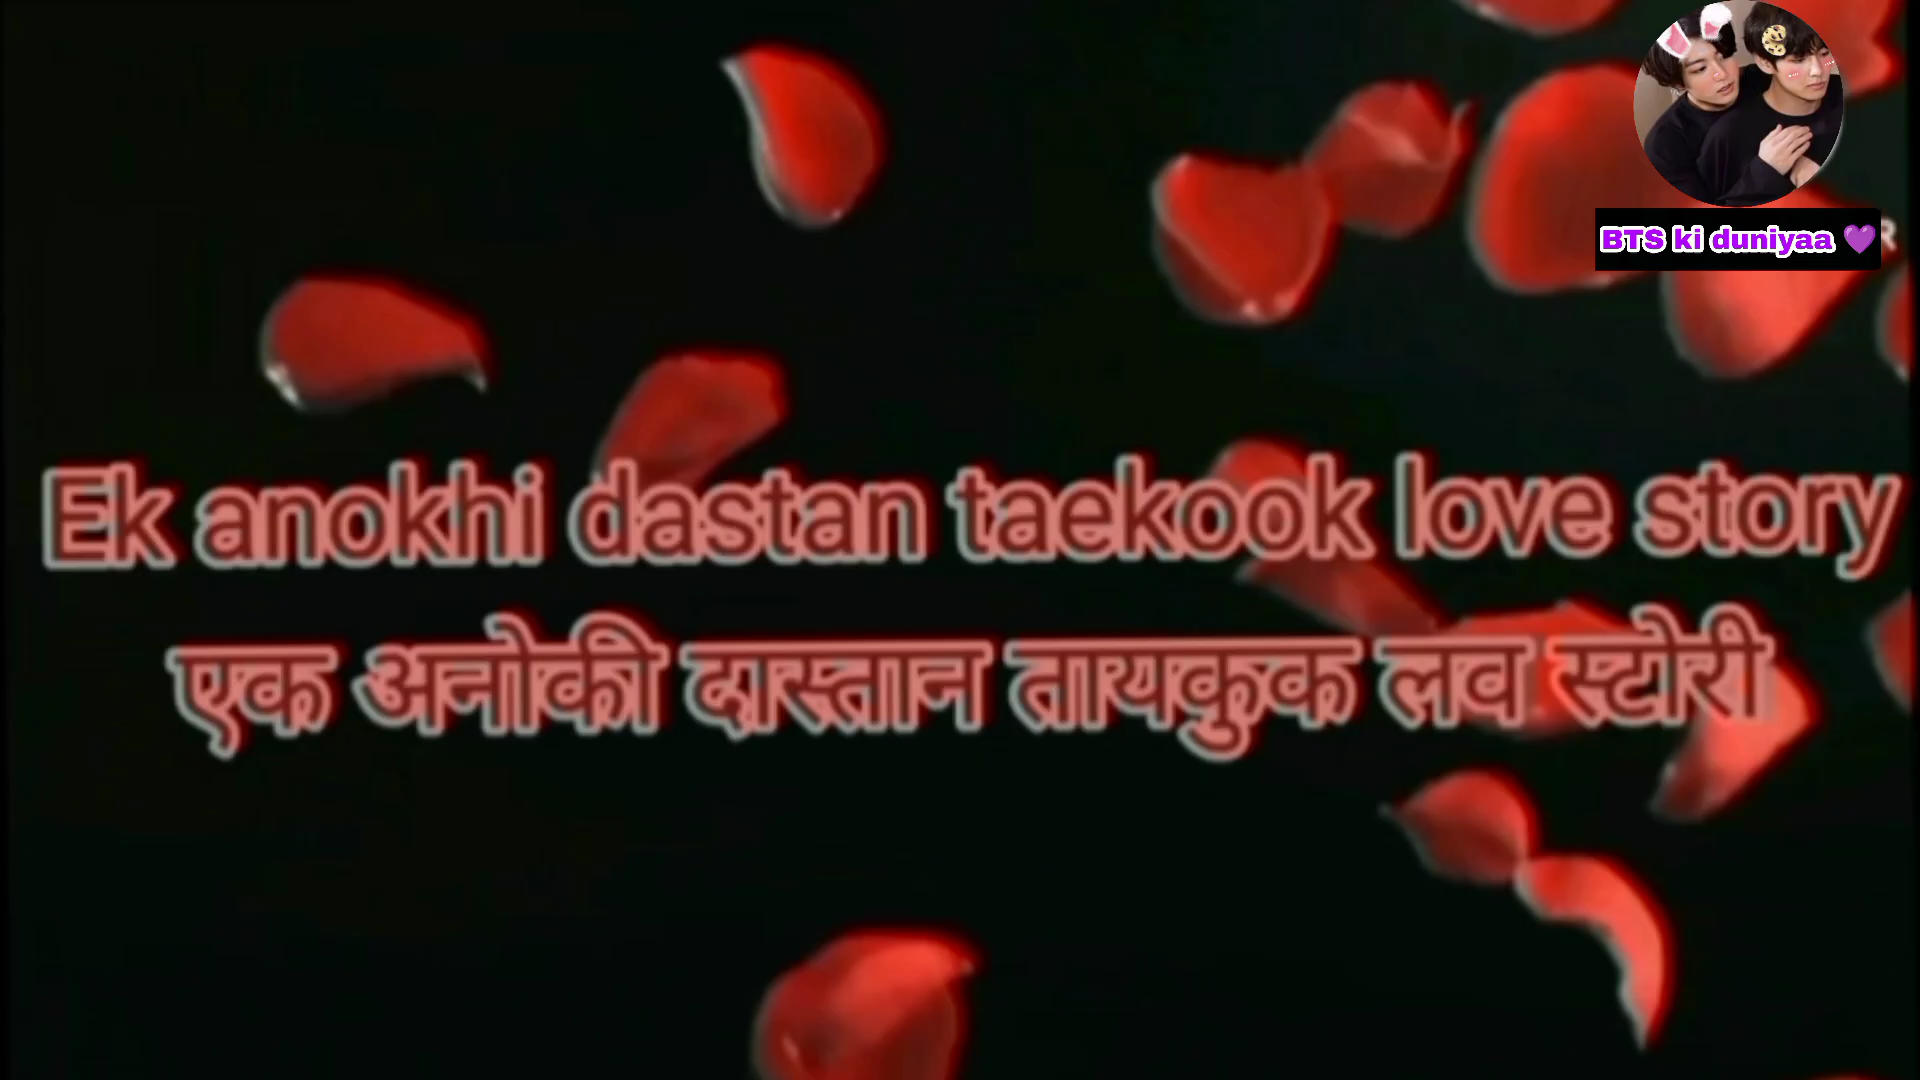 BTS ki duniyaa 💜
Ek anokhi dastan taekook love story
एक अनोकी दास्तान तायकुक लव स्टोरी